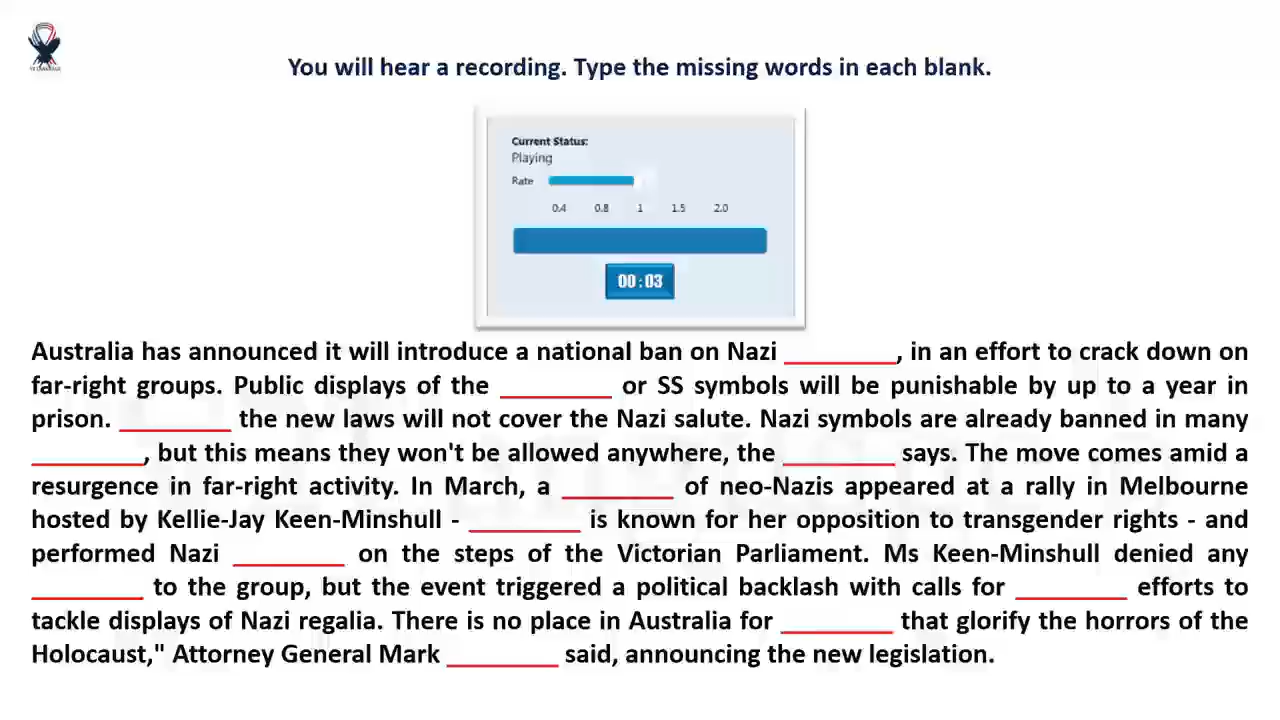 You will hear a recording. Type the missing words in each blank.
Current Status:
Playing
Rate
0.4 0.8 1 1.5 2.0
00:03
Australia has announced it will introduce a national ban on Nazi ________, in an effort to crack down on
far-right groups. Public displays of the ________ or SS symbols will be punishable by up to a year in
prison. ________ the new laws will not cover the Nazi salute. Nazi symbols are already banned in many
________, but this means they won't be allowed anywhere, the ________ says. The move comes amid a
resurgence in far-right activity. In March, a ________ of neo-Nazis appeared at a rally in Melbourne
hosted by Kellie-Jay Keen-Minshull - ________ is known for her opposition to transgender rights - and
performed Nazi ________ on the steps of the Victorian Parliament. Ms Keen-Minshull denied any
________ to the group, but the event triggered a political backlash with calls for ________ efforts to
tackle displays of Nazi regalia. There is no place in Australia for ________ that glorify the horrors of the
Holocaust," Attorney General Mark ________ said, announcing the new legislation.